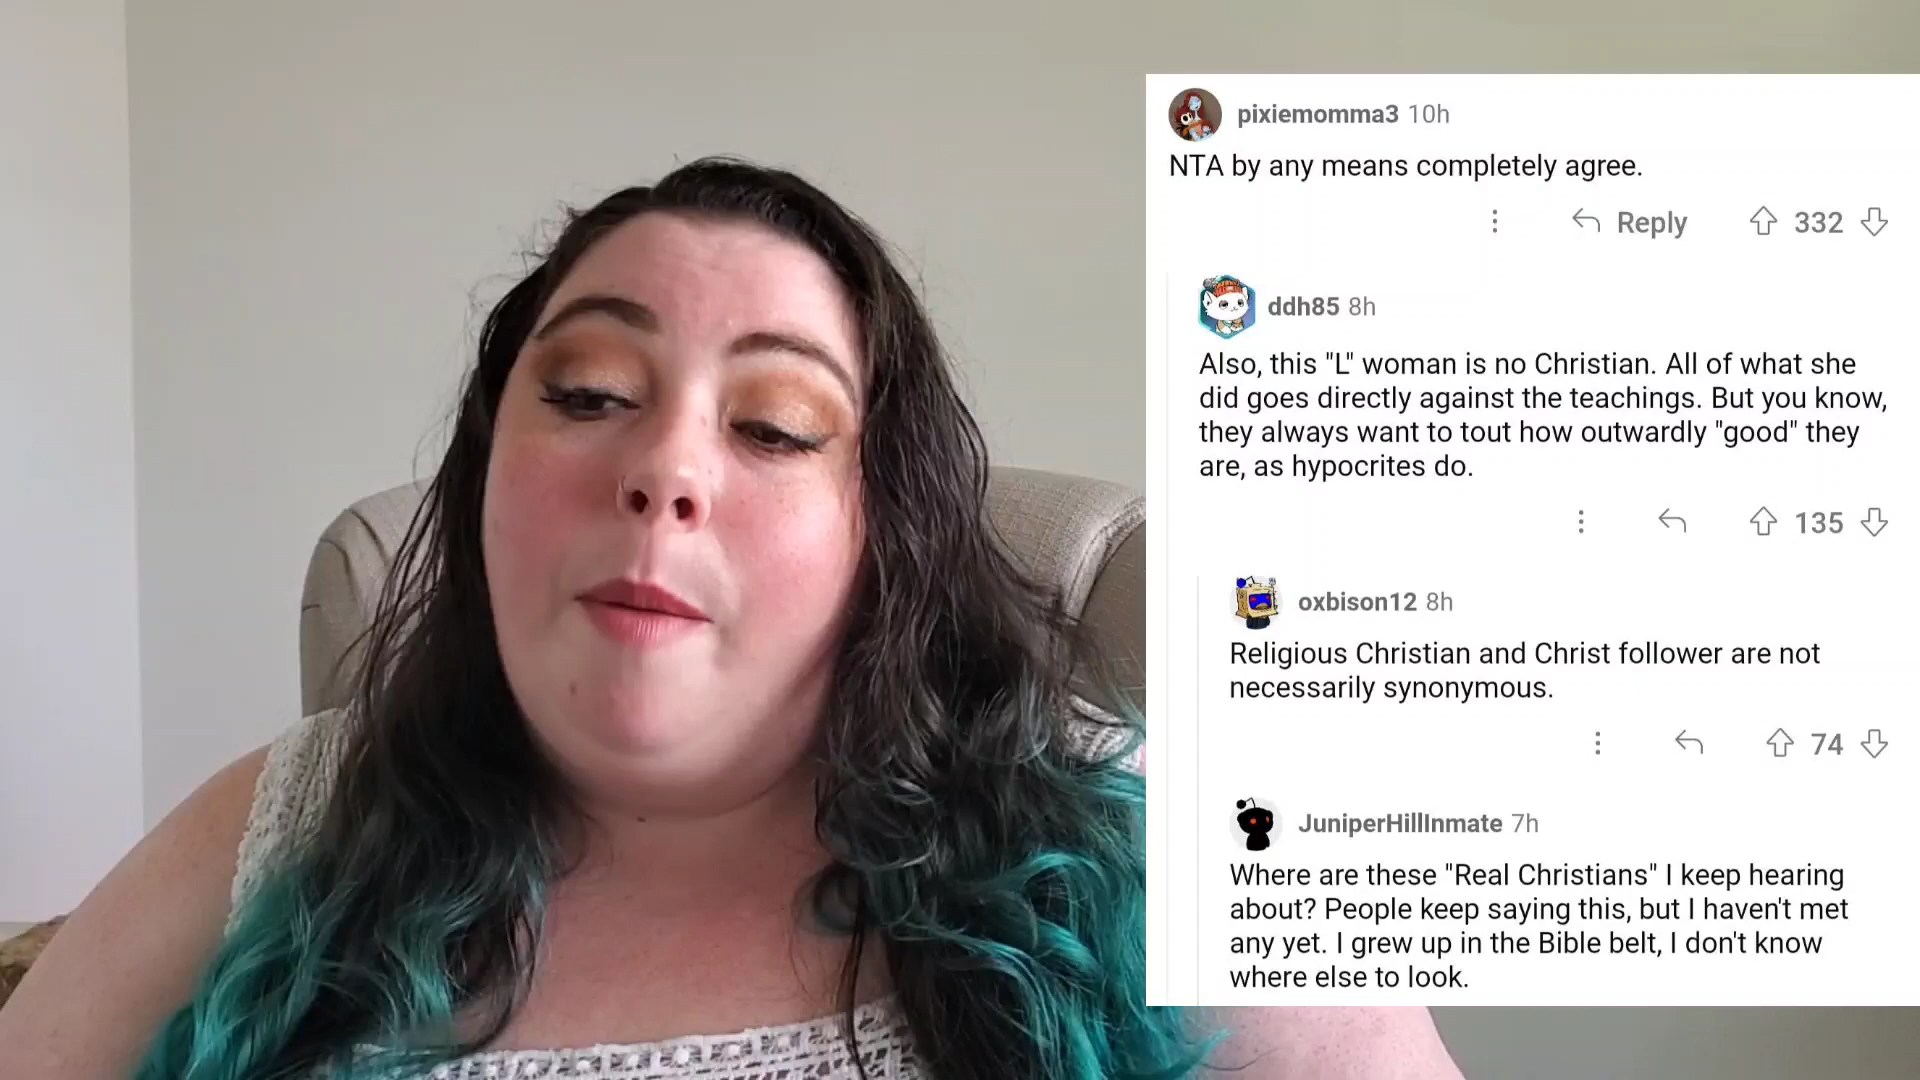 pixiemomma3 10h
NTA by any means completely agree.
Reply 332
ddh85 8h
Also, this "L" woman is no Christian. All of what she
did goes directly against the teachings. But you know,
they always want to tout how outwardly "good" they
are, as hypocrites do.
135
oxbison12 8h
Religious Christian and Christ follower are not
necessarily synonymous.
74
JuniperHillInmate 7h
Where are these "Real Christians" I keep hearing
about? People keep saying this, but I haven't met
any yet. I grew up in the Bible belt, I don't know
where else to look.